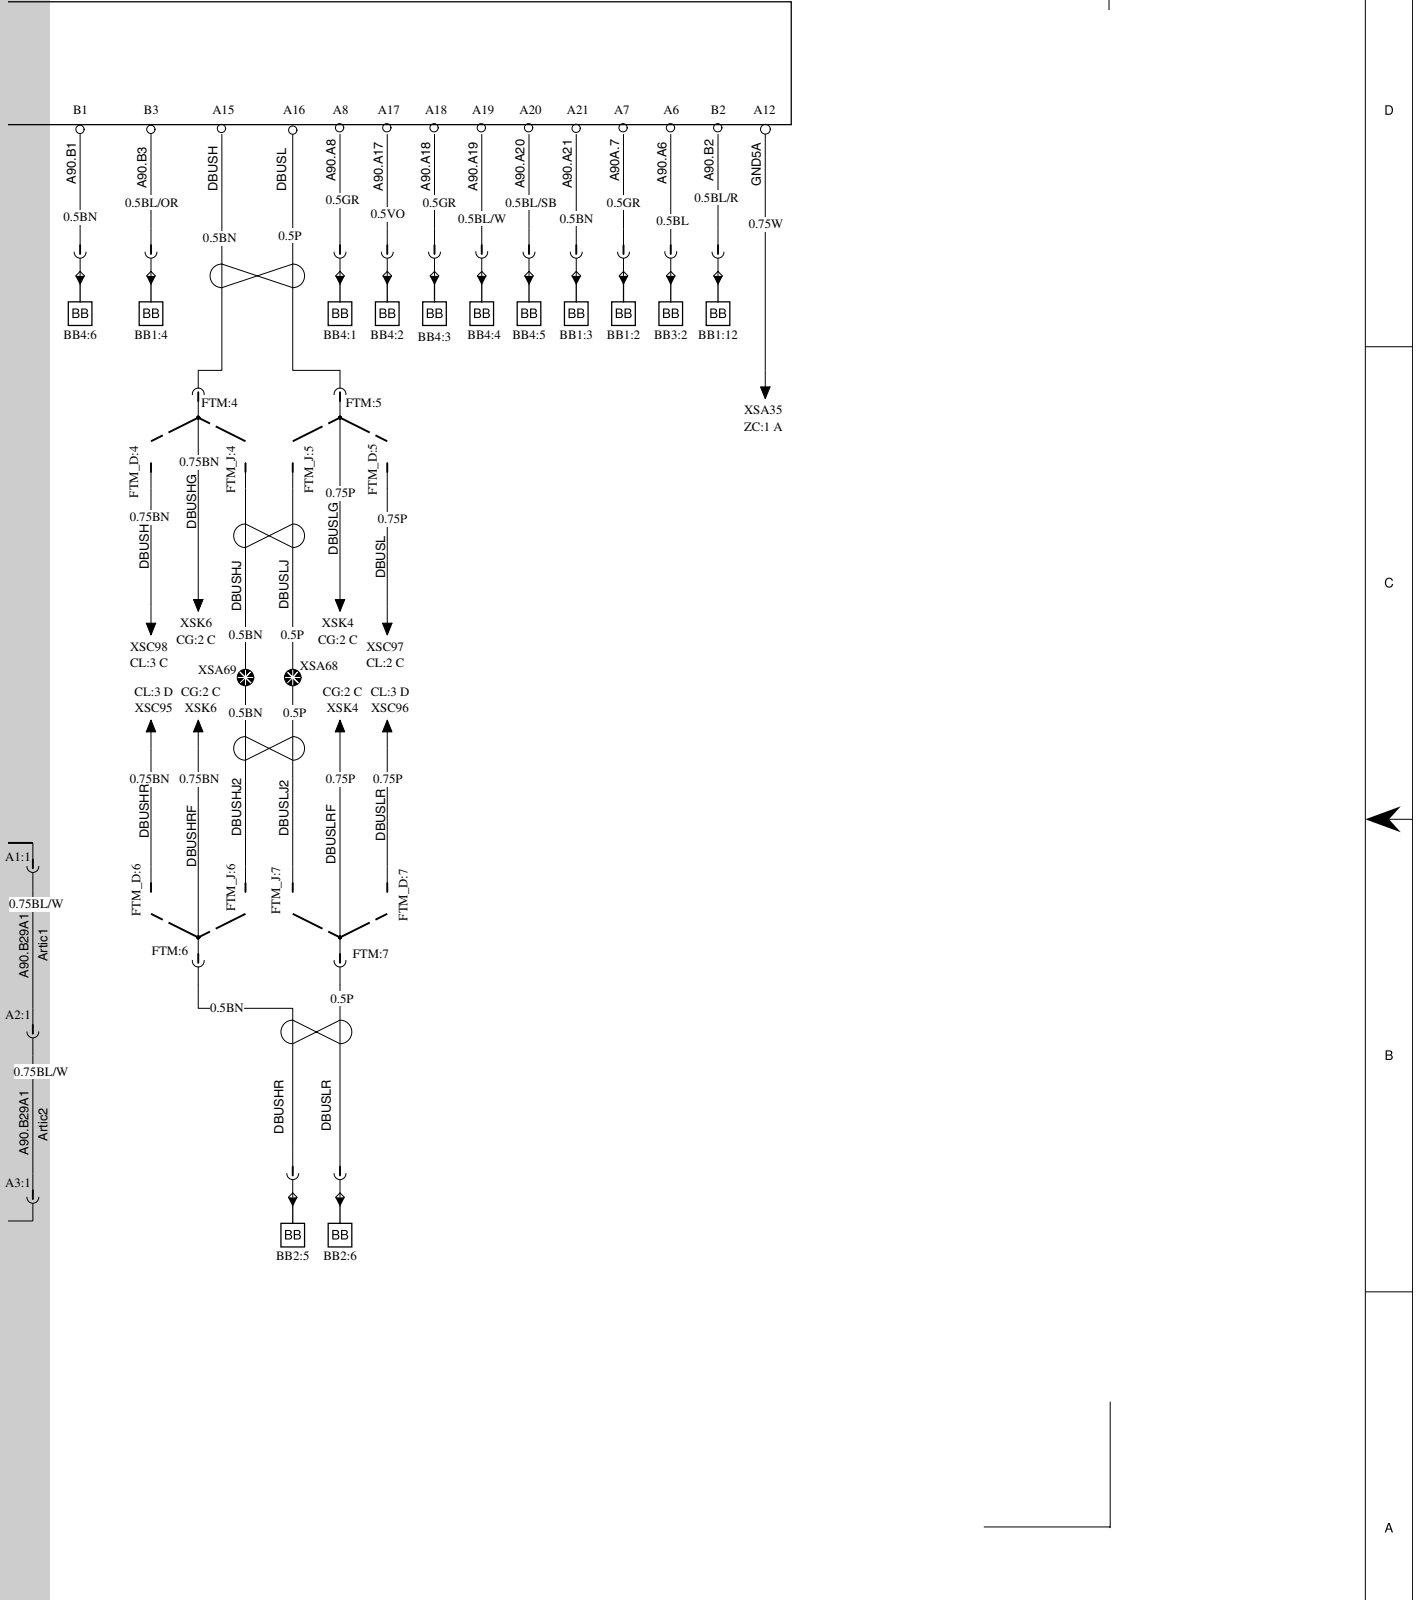 B1 B3 A15 A16 A8 A17 A18 A19 A20 A21 A7 A6 B2 A12
D
A90.B1 A90.B3 DBUSH DBUSL A90.A8 A90.A17 A90.A18 A90.A19 A90.A20 A90.A21 A90A.7 A90.A6 A90.B2 GND5A
0.5BN 0.5BL/OR 0.5BN 0.5P 0.5GR 0.5VO 0.5GR 0.5BL/W 0.5BL/SB 0.5BN 0.5GR 0.5BL 0.5BL/R 0.75W
BB BB BB BB BB BB BB BB BB BB BB
BB4:6 BB1:4 BB4:1 BB4:2 BB4:3 BB4:4 BB4:5 BB1:3 BB1:2 BB3:2 BB1:12
FTM:4 FTM:5
XSA35
ZC:1 A
FTM_D:4 0.75BN FTM_J:4 FTM_J:5 0.75P FTM_D:5
0.75BN DBUSHG DBUSLG 0.75P
DBUSH DBUSHJ DBUSLJ DBUSL
C
XSK6 XSK4
CG:2 C 0.5BN 0.5P CG:2 C
XSC98 XSC97
CL:3 C CL:2 C
XSA69 XSA68
CL:3 D CG:2 C CG:2 C CL:3 D
XSC95 XSK6 0.5BN 0.5P XSK4 XSC96
0.75BN 0.75BN 0.75P 0.75P
DBUSHR DBUSHRF DBUSHJ2 DBUSLJ2 DBUSLRF DBUSLR
A1:1
FTM_D:6 FTM_J:6 FTM_J:7 FTM_D:7
0.75BL/W
A90.B29A1
Artic1
FTM:6 FTM:7
0.5BN 0.5P
A2:1
B
0.75BL/W
A90.B29A1
Artic2
DBUSHR DBUSLR
A3:1
BB BB
BB2:5 BB2:6
A